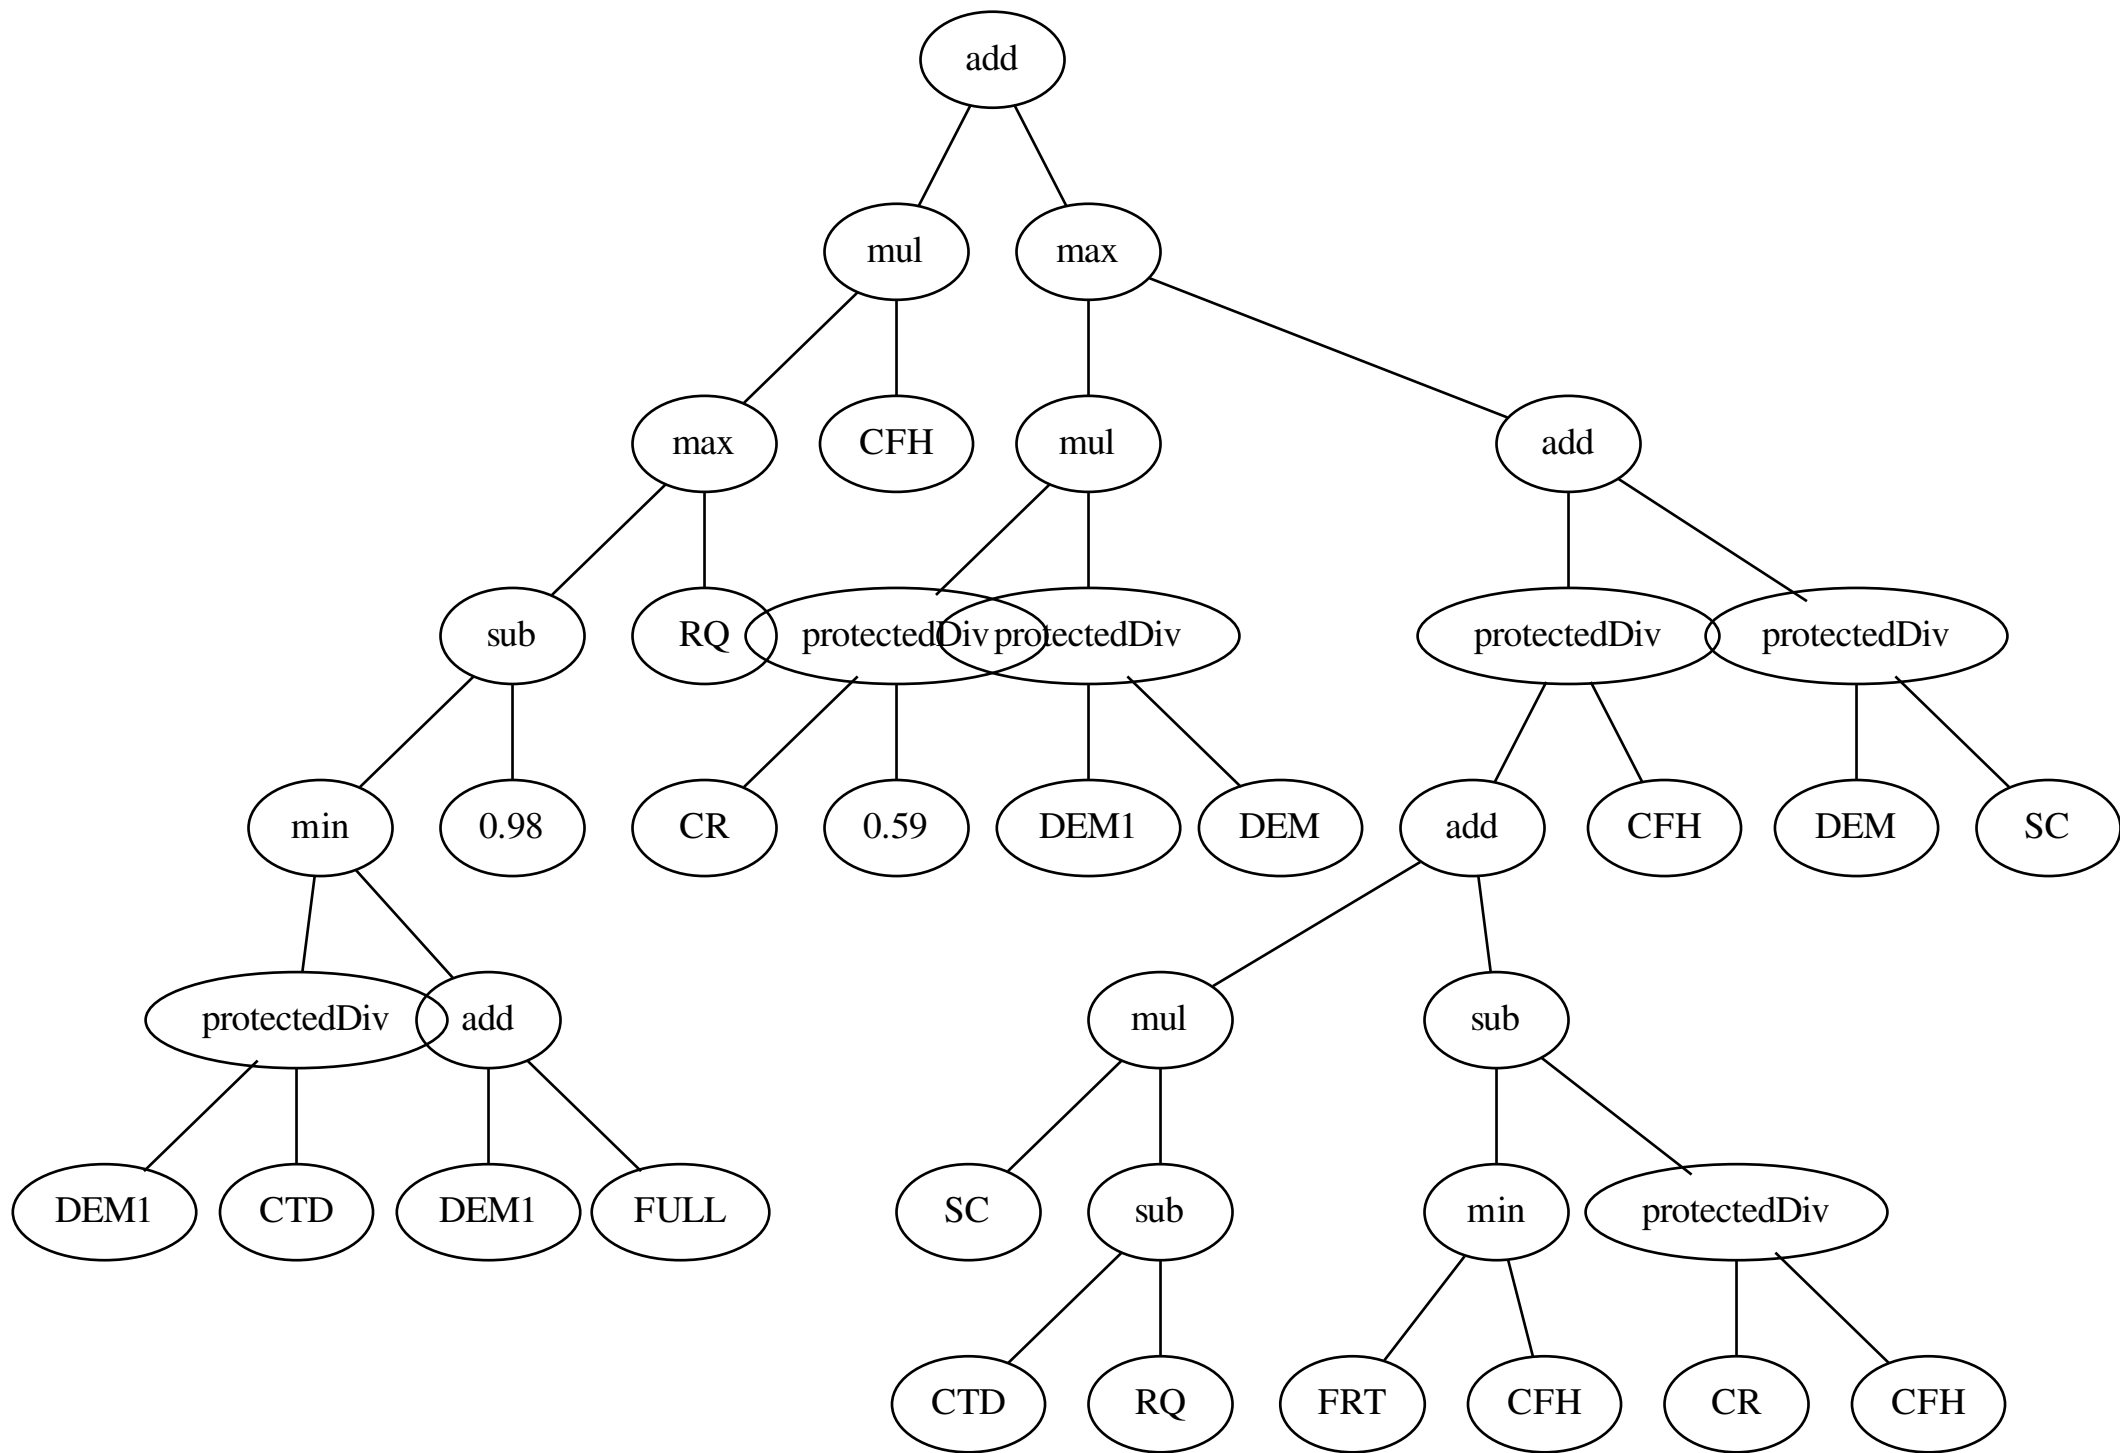 add
mul max
max CFH mul add
sub RQ protectedDiv protectedDiv protectedDiv protectedDiv
min 0.98 CR 0.59 DEM1 DEM add CFH DEM SC
protectedDiv add mul sub
DEM1 CTD DEM1 FULL SC sub min protectedDiv
CTD RQ FRT CFH CR CFH